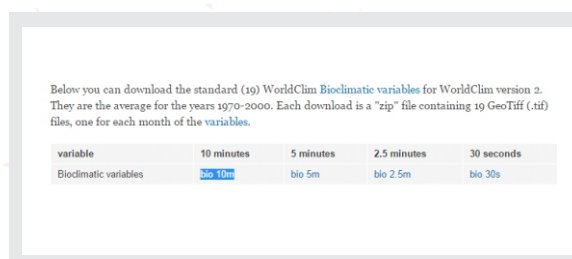 Below you can download the standard (19) WorldClim Bioclimatic variables for WorldClim version 2.
They are the average for the years 1970-2000. Each download is a "zip" file containing 19 GeoTiff (.tif)
files, one for each month of the variables.
variable 10 minutes 5 minutes 2.5 minutes 30 seconds
Bioclimatic variables bio 10m bio 5m bio 2.5m bio 30s